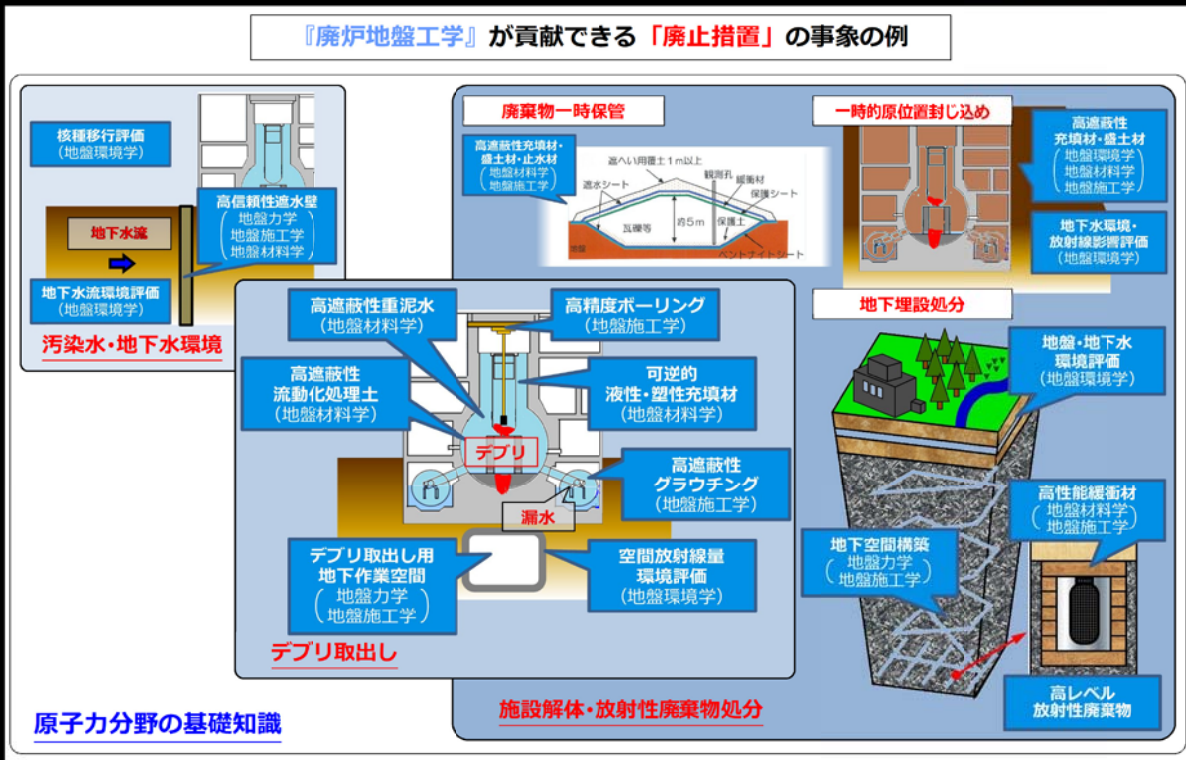 『廃炉地盤工学』が貢献できる「廃止措置」の事象の例
核種移行評価
(地盤環境学)
高信頼性遮水壁
地盤力学
地盤施工学
地盤材料学
地下水流
地下水流環境評価
(地盤環境学)
汚染水・地下水環境
高遮蔽性重泥水
(地盤材料学)
高精度ボーリング
(地盤施工学)
高遮蔽性
流動化処理土
(地盤材料学)
可逆的
液性・塑性充填材
(地盤材料学)
デブリ
高遮蔽性
グラウチング
(地盤施工学)
漏水
デブリ取出し用
地下作業空間
地盤力学
地盤施工学
空間放射線量
環境評価
(地盤環境学)
デブリ取出し
廃棄物一時保管
高遮蔽性充填材・
盛土材・止水材
地盤材料学
地盤施工学
遮へい用覆土1m以上
観測孔
緩衝材
遮水シート
保護シート
瓦礫等
約5m
保護土
地盤
ベントナイトシート
一時的原位置封じ込め
高遮蔽性
充填材・盛土材
地盤環境学
地盤材料学
地盤施工学
地下水環境・
放射線影響評価
(地盤環境学)
地下埋設処分
地盤・地下水
環境評価
(地盤環境学)
高性能緩衝材
地盤材料学
地盤施工学
地下空間構築
地盤力学
地盤施工学
高レベル
放射性廃棄物
施設解体・放射性廃棄物処分
原子力分野の基礎知識